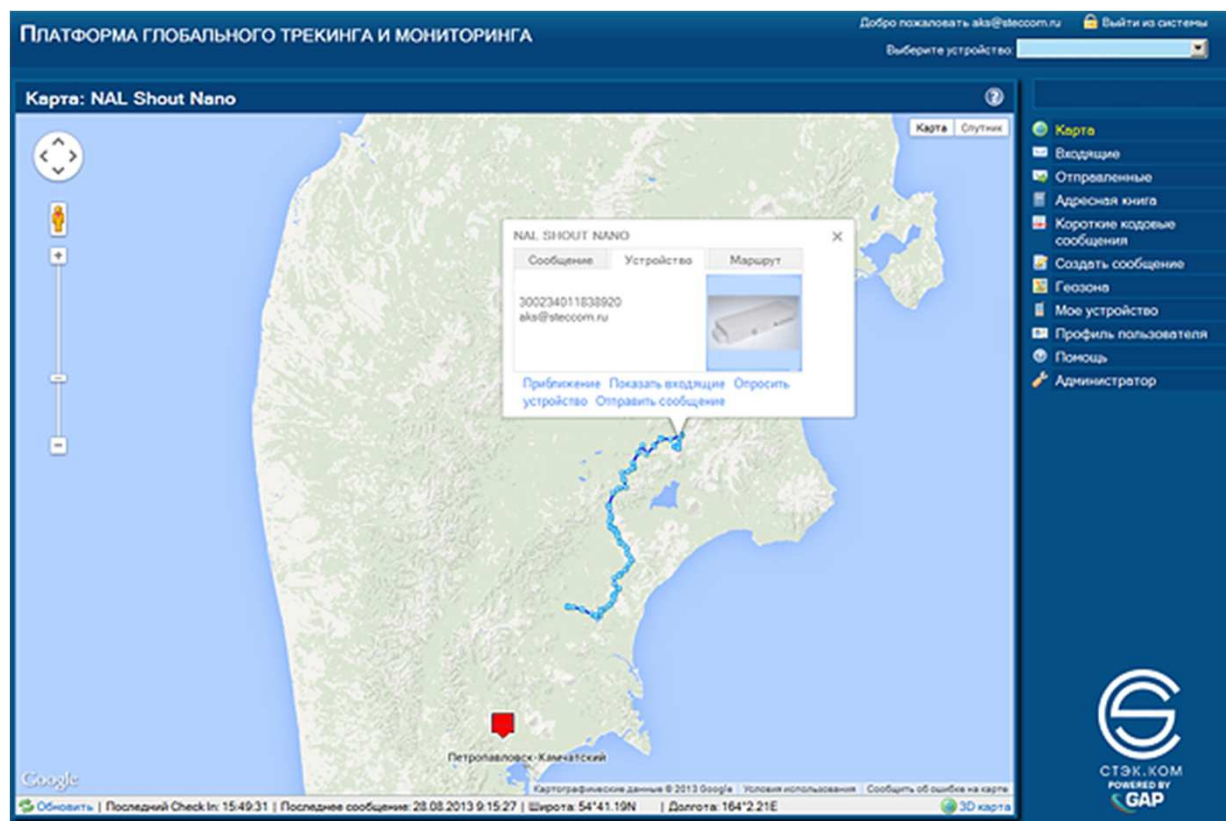 Добро пожаловать aks@steccom.ru Выйти из системы
ПЛАТФОРМА ГЛОБАЛЬНОГО ТРЕКИНГА И МОНИТОРИНГА
Выберите устройство:
Карта: NAL Shout Nano
Карта Спутник
NAL SHOUT NANO
Сообщение Устройство Маршрут
300234011838920
aks@steccom.ru
Приближение Показать входящие Опросить
устройство Отправить сообщение
Петропавловск-Камчатский
Google
Картографические данные © 2013 Google Условия использования Сообщить об ошибке на карте
Обновить | Последний Check In: 15:49:31 | Последнее сообщение: 28.08.2013 9:15:27 | Широта: 54°41.19N | Долгота: 164°2.21E 3D карта
Карта
Входящие
Отправленные
Адресная книга
Короткие кодовые
сообщения
Создать сообщение
Геозона
Мое устройство
Профиль пользователя
Помощь
Администратор
СТЭК.КОМ
POWERED BY
GAP